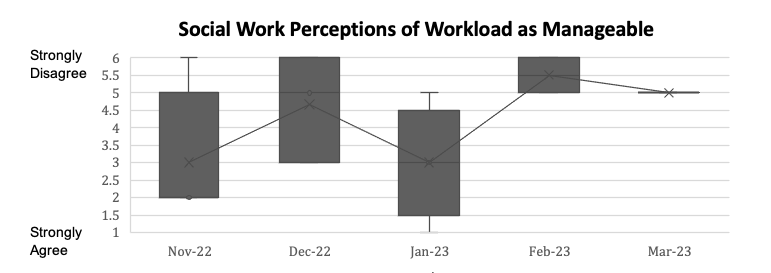 Social Work Perceptions of Workload as Manageable
Strongly
Disagree
6
5.5
5
4.5
4
3.5
3
2.5
2
1.5
1
Strongly
Agree
Nov-22 Dec-22 Jan-23 Feb-23 Mar-23